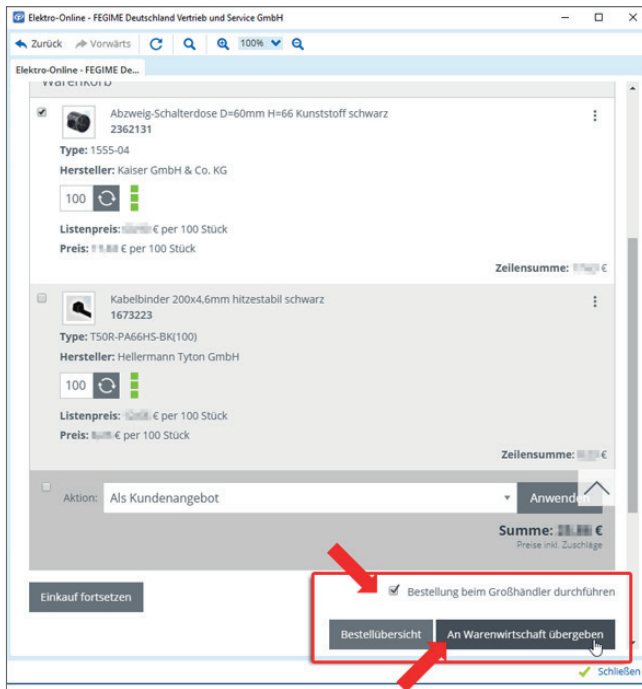 Elektro-Online - FEGIME Deutschland Vertrieb und Service GmbH
Zurück Vorwärts 100%
Elektro-Online - FEGIME De...
Warenkorb
Abzweig-Schalterdose D=60mm H=66 Kunststoff schwarz
2362131
Type: 1555-04
Hersteller: Kaiser GmbH & Co. KG
100
Listenpreis: € per 100 Stück
Preis: € per 100 Stück
Zeilensumme: €
Kabelbinder 200x4,6mm hitzestabil schwarz
1673223
Type: T50R-PA66HS-BK(100)
Hersteller: Hellermann Tyton GmbH
100
Listenpreis: € per 100 Stück
Preis: € per 100 Stück
Zeilensumme: €
Aktion: Als Kundenangebot Anwenden
Summe: €
Preise inkl. Zuschläge
Bestellung beim Großhändler durchführen
Einkauf fortsetzen
Bestellübersicht An Warenwirtschaft übergeben
Schließen